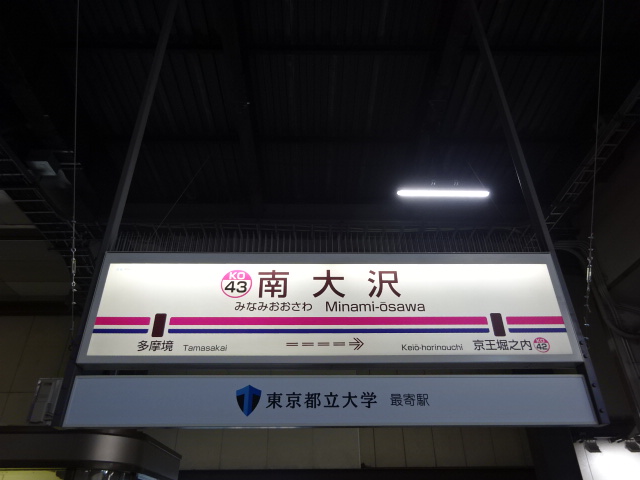 KO 43 南大沢
みなみおおさわ Minami-ōsawa
多摩境 Tamasakai Keiō-horinouchi 京王堀之内 KO 42
東京都立大学 最寄駅